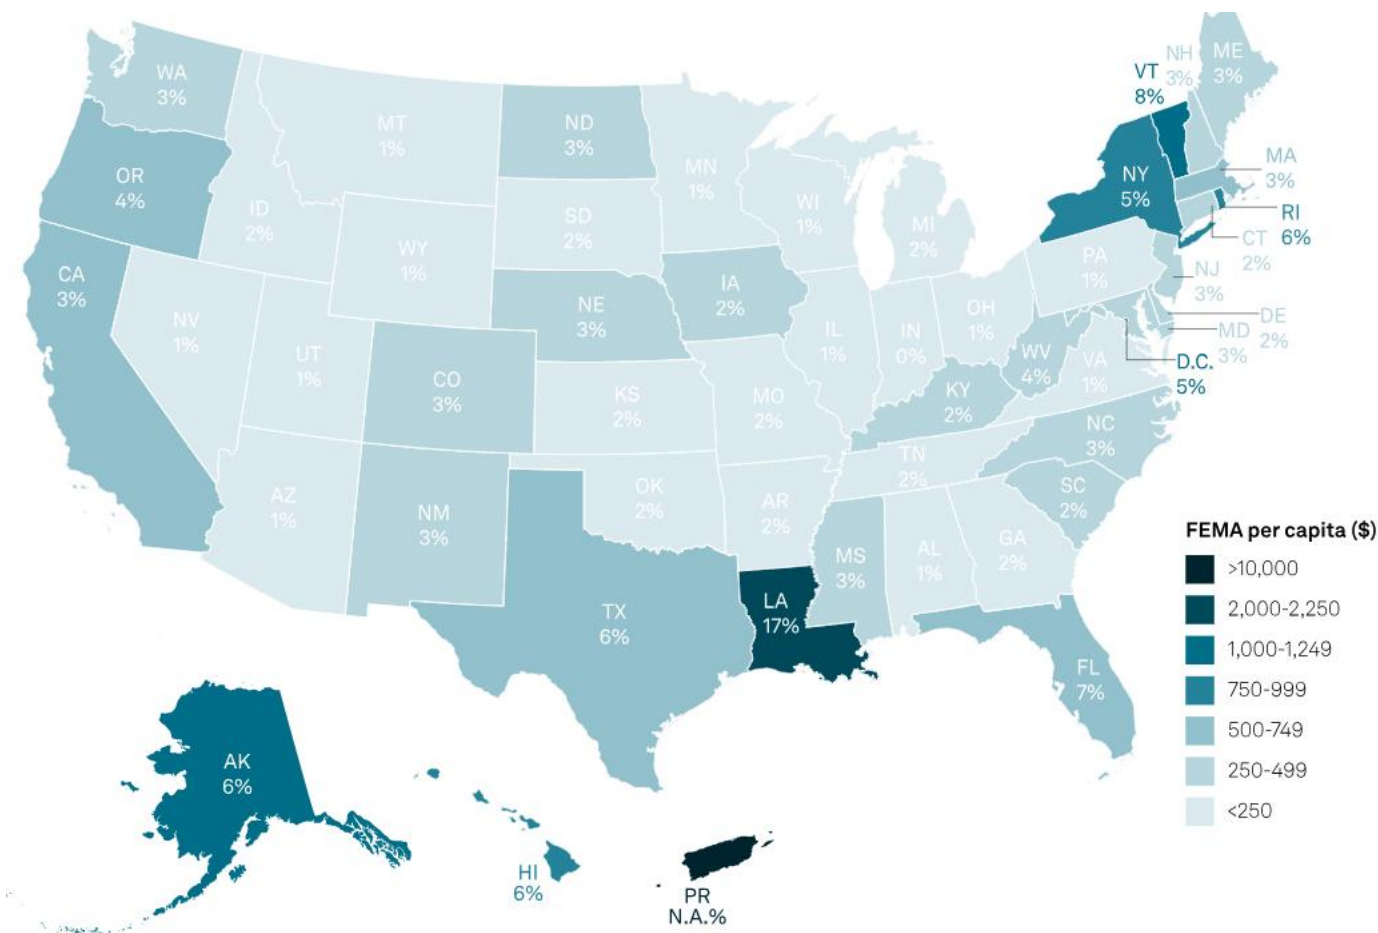 WA
3%
OR
4%
CA
3%
MT
1%
ID
2%
WY
1%
NV
1%
UT
1%
AZ
1%
CO
3%
NM
3%
ND
3%
SD
2%
NE
3%
KS
2%
OK
2%
TX
6%
MN
1%
IA
2%
MO
2%
AR
2%
LA
17%
WI
1%
IL
1%
MI
2%
IN
0%
OH
1%
KY
2%
TN
2%
MS
3%
AL
1%
GA
2%
FL
7%
SC
2%
NC
3%
VA
1%
WV
4%
PA
1%
NY
5%
VT
8%
NH
3%
ME
3%
MA
3%
RI
6%
CT
2%
NJ
3%
DE
2%
MD
3%
D.C.
5%
AK
6%
HI
6%
PR
N.A.%
FEMA per capita ($)
>10,000
2,000-2,250
1,000-1,249
750-999
500-749
250-499
<250